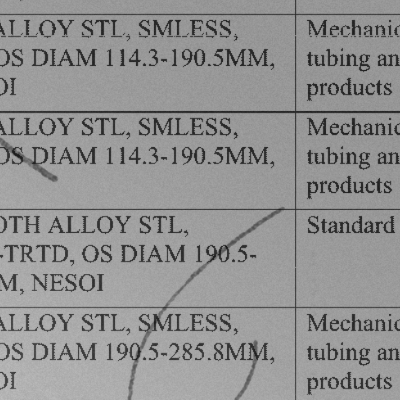 ALLOY STL, SMLESS,
OS DIAM 114.3-190.5MM,
OI
Mechanic
tubing an
products
ALLOY STL, SMLESS,
OS DIAM 114.3-190.5MM,
Mechanic
tubing an
products
OTH ALLOY STL,
-TRTD, OS DIAM 190.5-
M, NESOI
Standard
ALLOY STL, SMLESS,
OS DIAM 190.5-285.8MM,
OI
Mechanic
tubing an
products